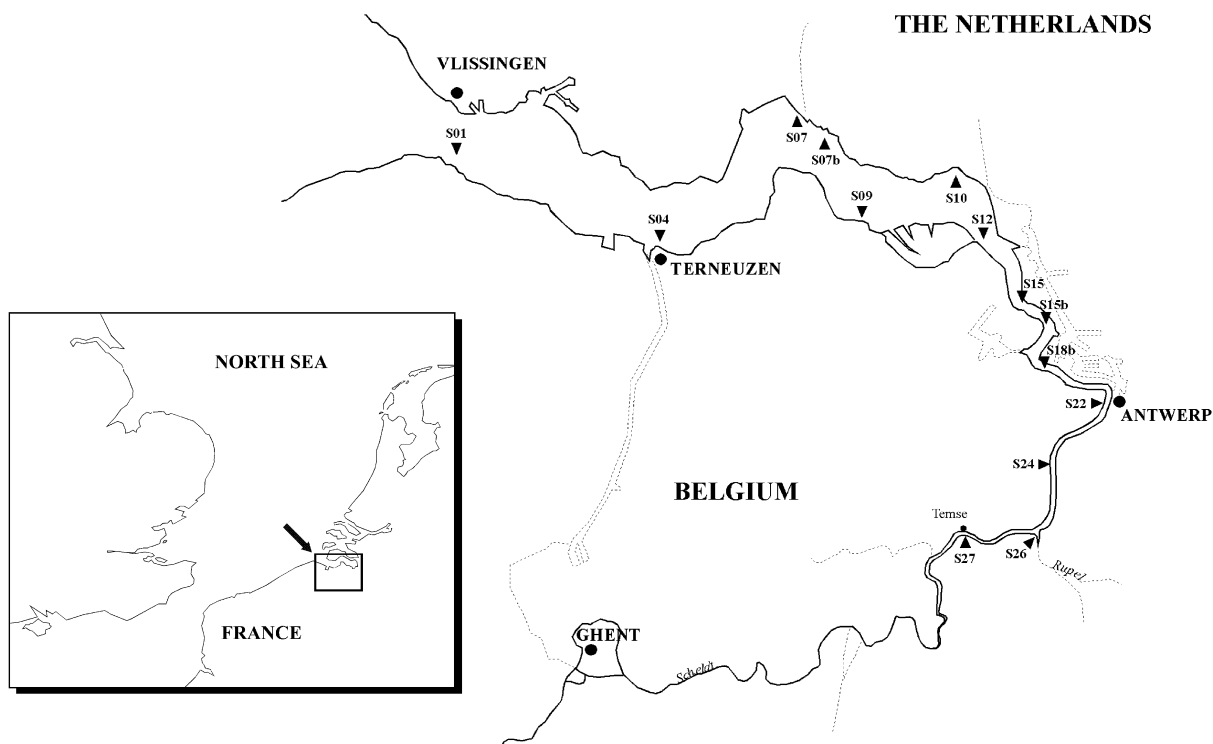 THE NETHERLANDS
VLISSINGEN
S01
S07
S07b
S10
S09
S04
S12
TERNEUZEN
S15
S15b
S18b
NORTH SEA
S22
ANTWERP
S24
BELGIUM
Temse
S27
S26
Rupel
FRANCE
GHENT
Scheldt